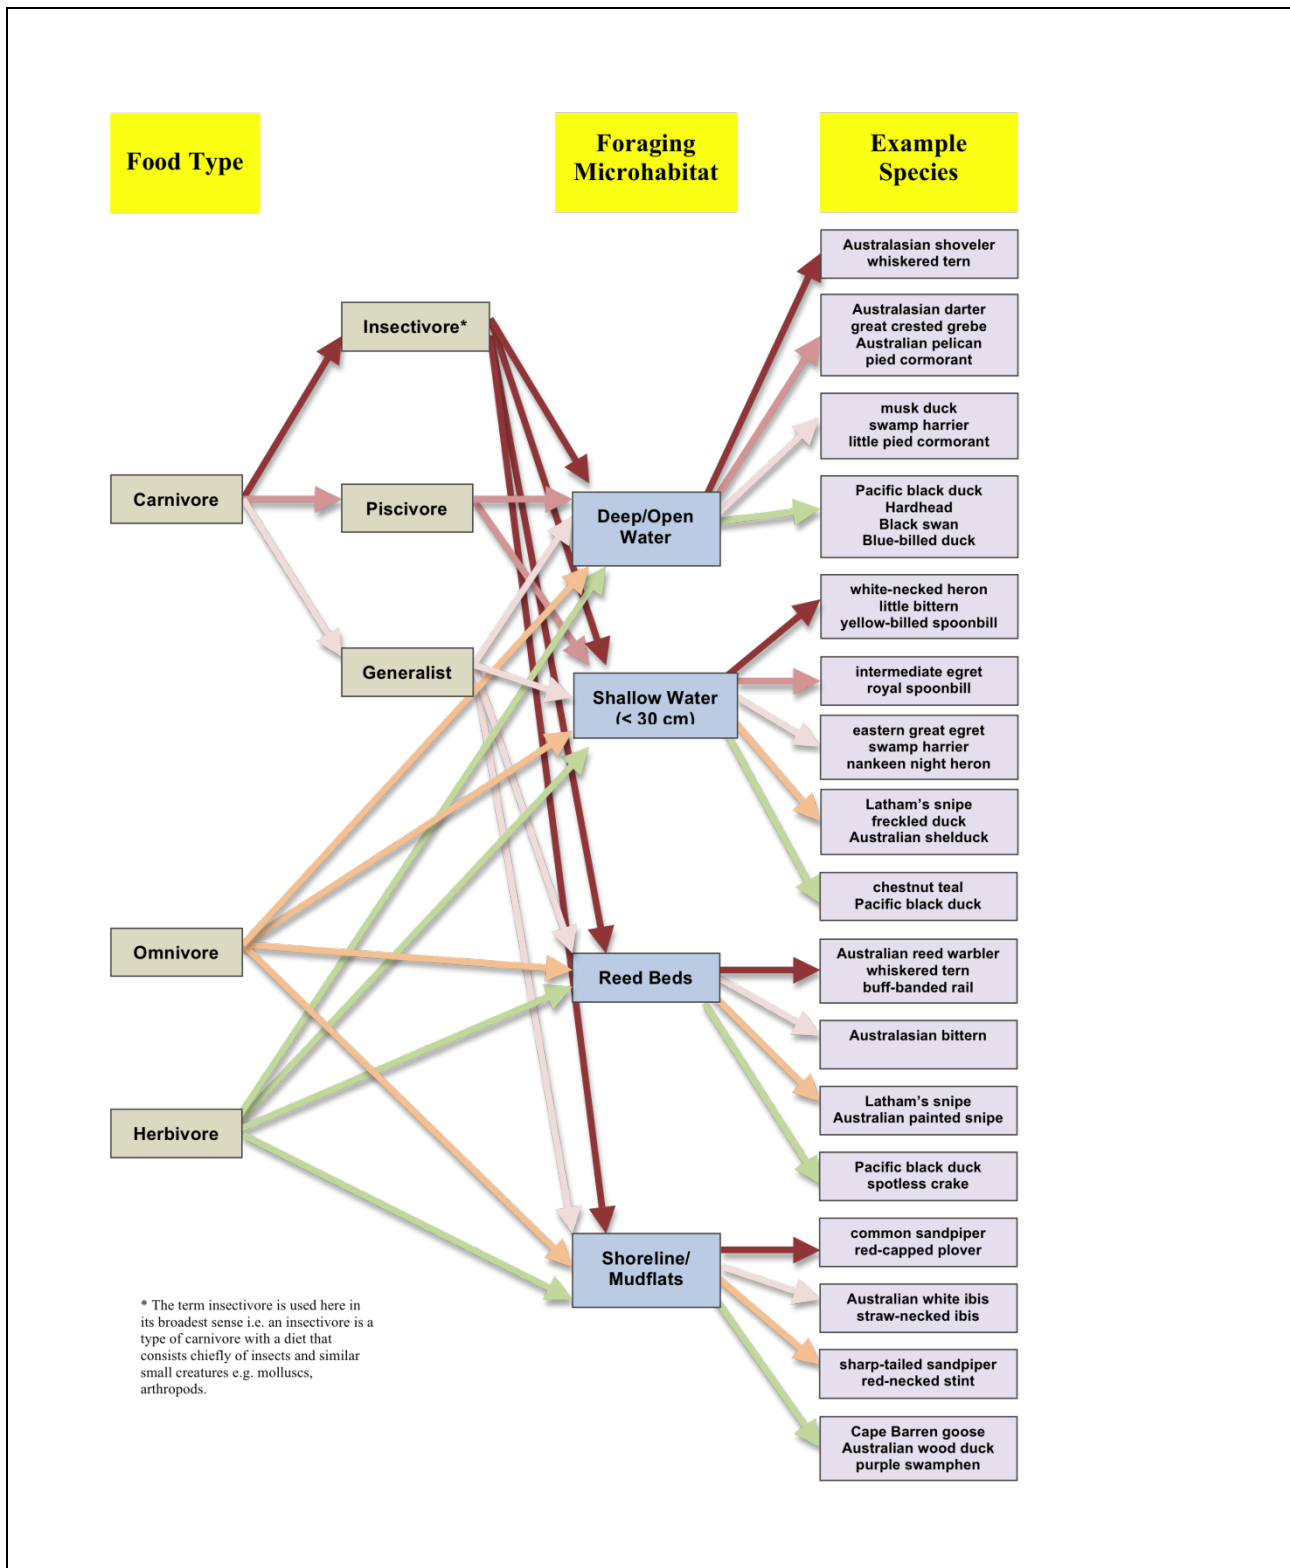 Food Type
Foraging
Microhabitat
Example
Species
Australasian shoveler
whiskered tern
Insectivore*
Australasian darter
great crested grebe
Australian pelican
pied cormorant
musk duck
swamp harrier
little pied cormorant
Carnivore
Piscivore
Deep/Open
Water
Pacific black duck
Hardhead
Black swan
Blue-billed duck
white-necked heron
little bittern
yellow-billed spoonbill
Generalist
Shallow Water
(< 30 cm)
intermediate egret
royal spoonbill
eastern great egret
swamp harrier
nankeen night heron
Latham's snipe
freckled duck
Australian shelduck
chestnut teal
Pacific black duck
Omnivore
Reed Beds
Australian reed warbler
whiskered tern
buff-banded rail
Australasian bittern
Latham's snipe
Australian painted snipe
Herbivore
Pacific black duck
spotless crake
Shoreline/
Mudflats
common sandpiper
red-capped plover
Australian white ibis
straw-necked ibis
sharp-tailed sandpiper
red-necked stint
Cape Barren goose
Australian wood duck
purple swamphen
* The term insectivore is used here in
its broadest sense i.e. an insectivore is a
type of carnivore with a diet that
consists chiefly of insects and similar
small creatures e.g. molluscs,
arthropods.